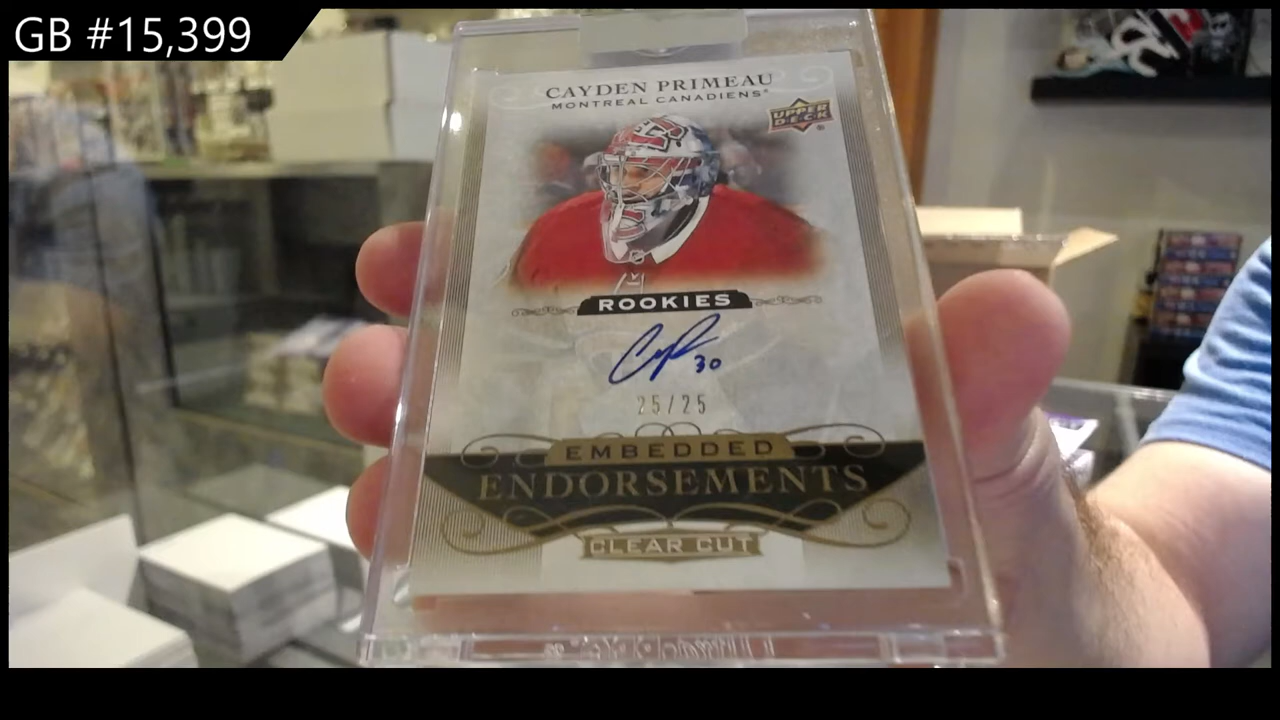 GB #15,399
CAYDEN PRIMEAU
MONTREAL CANADIENS®
UPPER
DECK®
ROOKIES
30
25/25
EMBEDDED
ENDORSEMENTS
CLEAR CUT